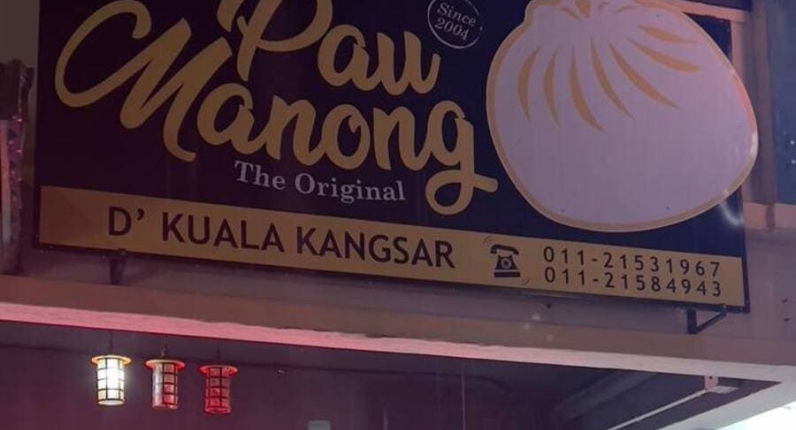 Pau
Since
2004
Manong
The Original
D' KUALA KANGSAR
011-21531967
011-21584943